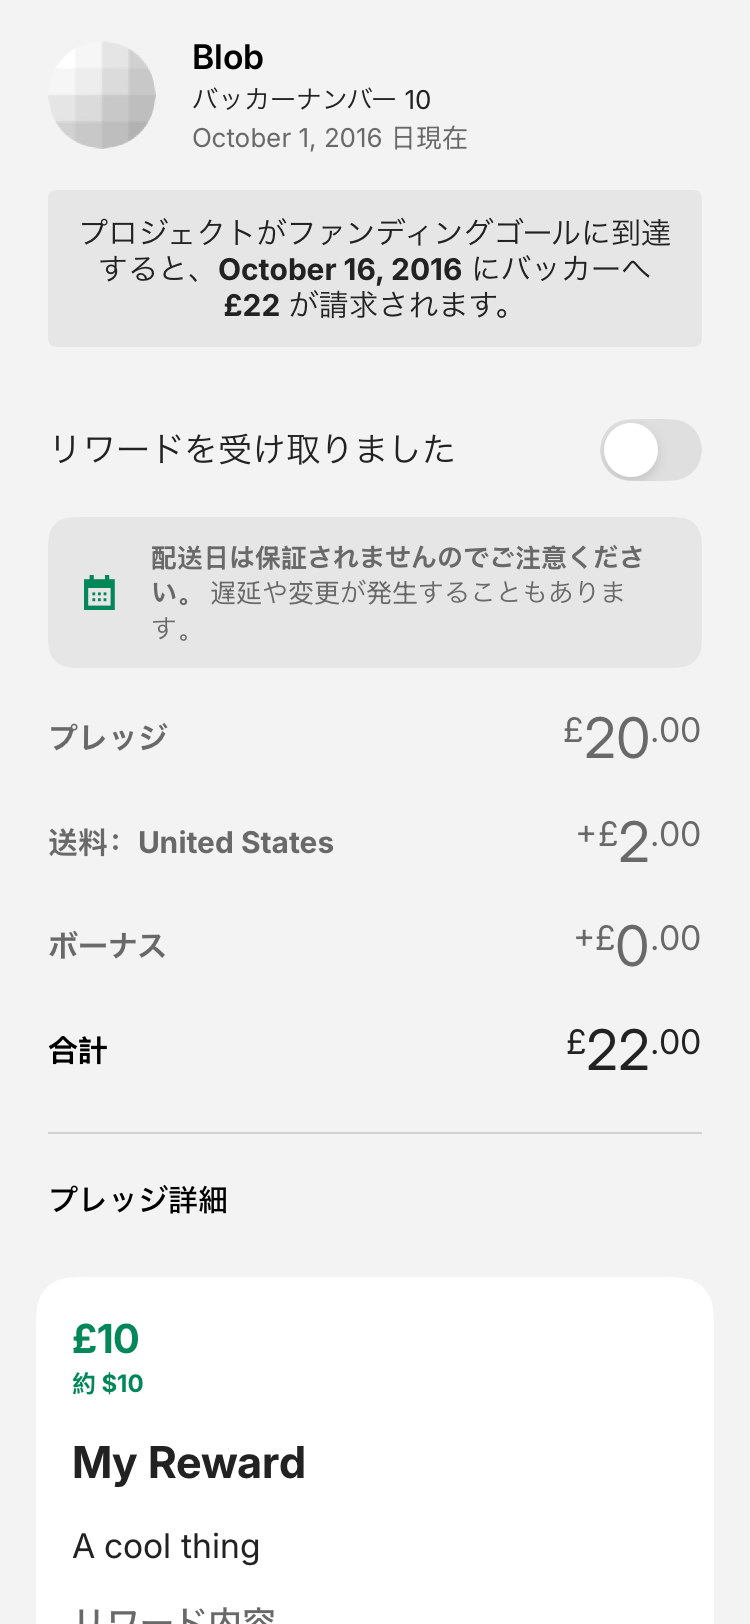 Blob
バッカーナンバー 10
October 1, 2016 日現在
プロジェクトがファンディングゴールに到達
すると、October 16, 2016 にバッカーへ
£22 が請求されます。
リワードを受け取りました
配送日は保証されませんのでご注意くださ
い。 遅延や変更が発生することもありま
す。
プレッジ £20.00
送料： United States +£2.00
ボーナス +£0.00
合計 £22.00
プレッジ詳細
£10
約 $10
My Reward
A cool thing
リワード内容